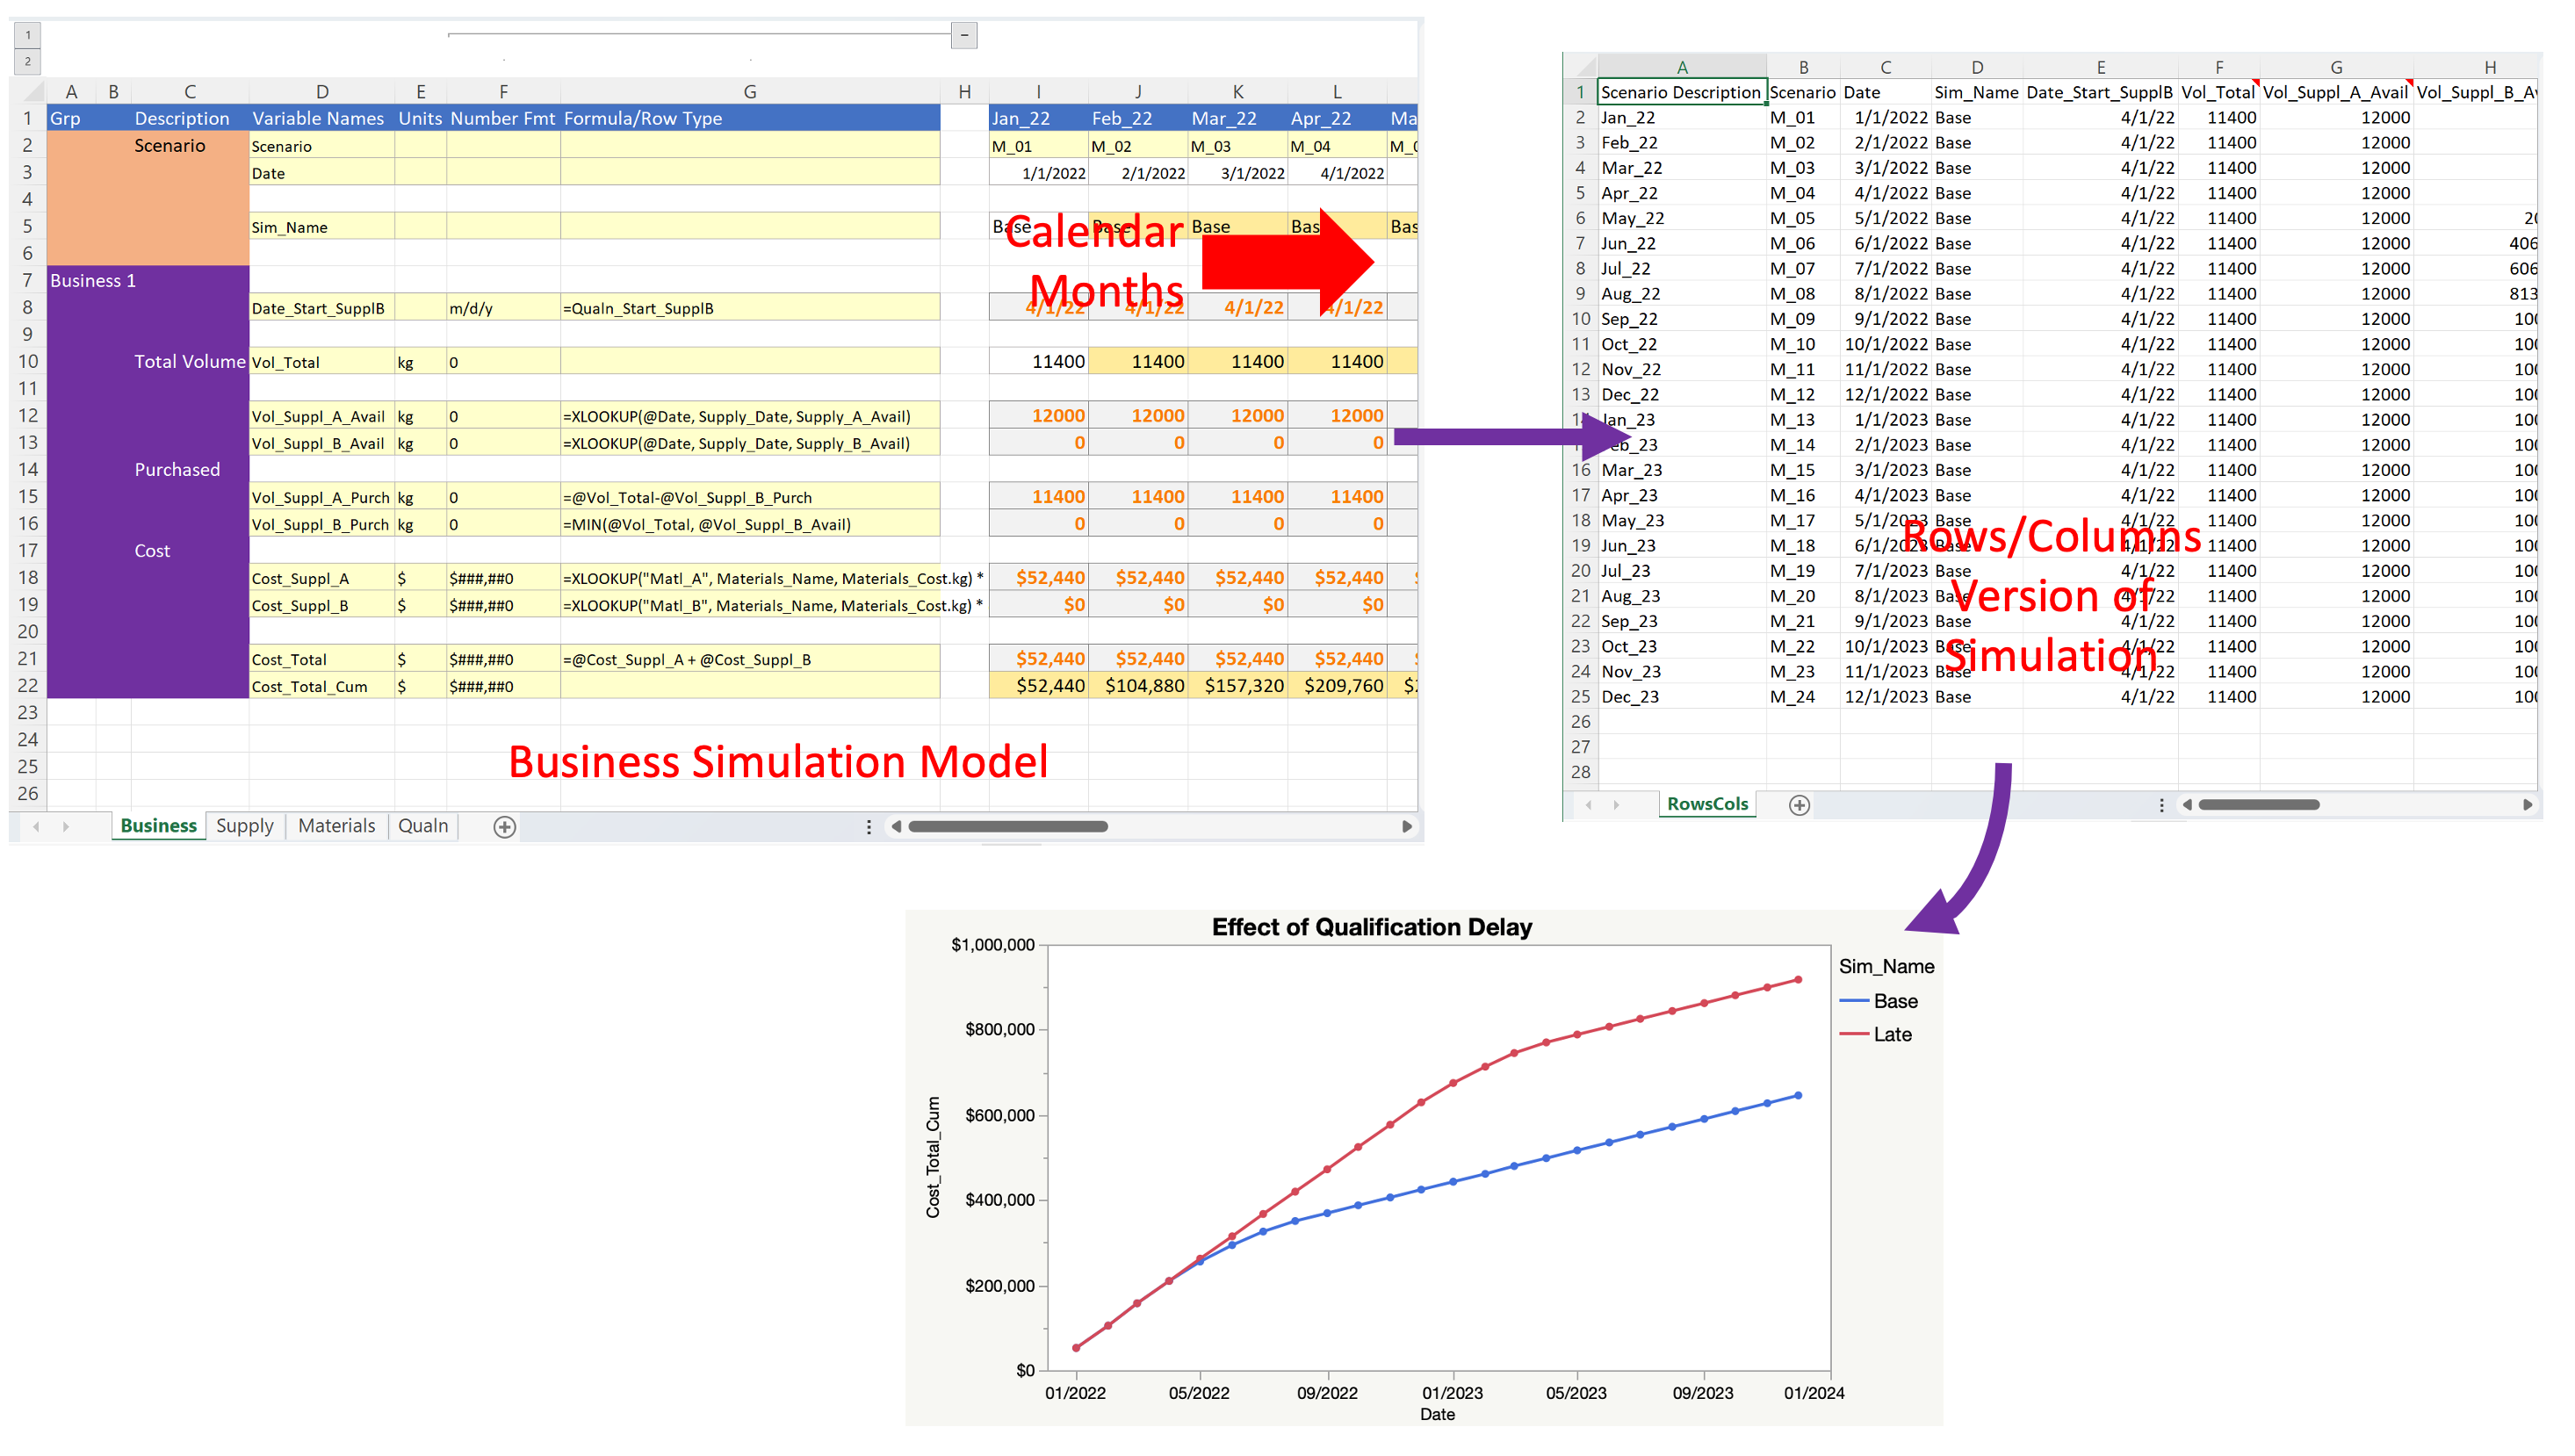 1
2
A B C D E F G H I J K L
1 Grp Description Variable Names Units Number Fmt Formula/Row Type Jan_22 Feb_22 Mar_22 Apr_22 Ma
2 Scenario Scenario M_01 M_02 M_03 M_04
3 Date 1/1/2022 2/1/2022 3/1/2022 4/1/2022
4
5 Sim_Name Base Base Base Bas Bas
6
7 Business 1
8 Date_Start_SupplB m/d/y =Qualn_Start_SupplB 4/1/22 4/1/22 4/1/22 4/1/22
9
10 Total Volume Vol_Total kg 0 11400 11400 11400 11400
11
12 Vol_Suppl_A_Avail kg 0 =XLOOKUP(@Date, Supply_Date, Supply_A_Avail) 12000 12000 12000 12000
13 Vol_Suppl_B_Avail kg 0 =XLOOKUP(@Date, Supply_Date, Supply_B_Avail) 0 0 0 0
14 Purchased
15 Vol_Suppl_A_Purch kg 0 =@Vol_Total-@Vol_Suppl_B_Purch 11400 11400 11400 11400
16 Vol_Suppl_B_Purch kg 0 =MIN(@Vol_Total, @Vol_Suppl_B_Avail) 0 0 0 0
17 Cost
18 Cost_Suppl_A $ $###,##0 =XLOOKUP("Matl_A", Materials_Name, Materials_Cost.kg) * $52,440 $52,440 $52,440 $52,440
19 Cost_Suppl_B $ $###,##0 =XLOOKUP("Matl_B", Materials_Name, Materials_Cost.kg) * $0 $0 $0 $0
20
21 Cost_Total $ $###,##0 =@Cost_Suppl_A + @Cost_Suppl_B $52,440 $52,440 $52,440 $52,440
22 Cost_Total_Cum $ $###,##0 $52,440 $104,880 $157,320 $209,760
23
24
25
26
Calendar
Months
Business Simulation Model
Business Supply Materials Qualn
A B C D E F G H
1 Scenario Description Scenario Date Sim_Name Date_Start_SupplB Vol_Total Vol_Suppl_A_Avail Vol_Suppl_B_Av
2 Jan_22 M_01 1/1/2022 Base 4/1/22 11400 12000
3 Feb_22 M_02 2/1/2022 Base 4/1/22 11400 12000
4 Mar_22 M_03 3/1/2022 Base 4/1/22 11400 12000
5 Apr_22 M_04 4/1/2022 Base 4/1/22 11400 12000
6 May_22 M_05 5/1/2022 Base 4/1/22 11400 12000 20
7 Jun_22 M_06 6/1/2022 Base 4/1/22 11400 12000 406
8 Jul_22 M_07 7/1/2022 Base 4/1/22 11400 12000 606
9 Aug_22 M_08 8/1/2022 Base 4/1/22 11400 12000 813
10 Sep_22 M_09 9/1/2022 Base 4/1/22 11400 12000 100
11 Oct_22 M_10 10/1/2022 Base 4/1/22 11400 12000 100
12 Nov_22 M_11 11/1/2022 Base 4/1/22 11400 12000 100
13 Dec_22 M_12 12/1/2022 Base 4/1/22 11400 12000 100
Jan_23 M_13 1/1/2023 Base 4/1/22 11400 12000 100
Feb_23 M_14 2/1/2023 Base 4/1/22 11400 12000 100
16 Mar_23 M_15 3/1/2023 Base 4/1/22 11400 12000 100
17 Apr_23 M_16 4/1/2023 Base 4/1/22 11400 12000 100
18 May_23 M_17 5/1/2023 Base 4/1/22 11400 12000 100
19 Jun_23 M_18 6/1/2023 Base 4/1/22 11400 12000 100
20 Jul_23 M_19 7/1/2023 Base 4/1/22 11400 12000 100
21 Aug_23 M_20 8/1/2023 Base 4/1/22 11400 12000 100
22 Sep_23 M_21 9/1/2023 Base 4/1/22 11400 12000 100
23 Oct_23 M_22 10/1/2023 Base 4/1/22 11400 12000 100
24 Nov_23 M_23 11/1/2023 Base 4/1/22 11400 12000 100
25 Dec_23 M_24 12/1/2023 Base 4/1/22 11400 12000 100
26
27
28
Rows/Columns
Version of
Simulation
RowsCols
Effect of Qualification Delay
$1,000,000
$800,000
$600,000
$400,000
$200,000
$0
Cost_Total_Cum
01/2022 05/2022 09/2022 01/2023 05/2023 09/2023 01/2024
Date
Sim_Name
Base
Late